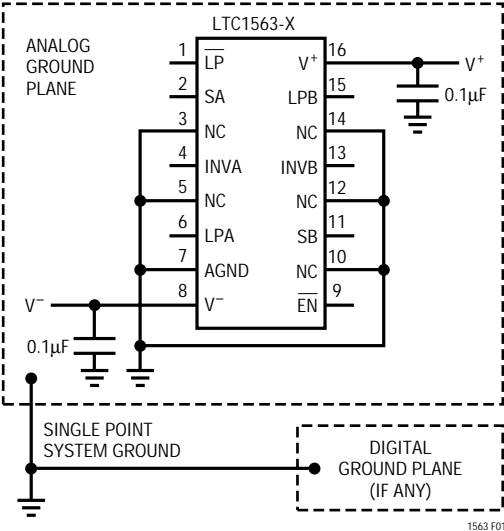 LTC1563-X
ANALOG
GROUND
PLANE
1
LP
2
SA
3
NC
4
INVA
5
NC
6
LPA
7
AGND
8
V−
16
V+
15
LPB
14
NC
13
INVB
12
NC
11
SB
10
NC
9
EN
V+
0.1µF
V−
0.1µF
SINGLE POINT
SYSTEM GROUND
DIGITAL
GROUND PLANE
(IF ANY)
1563 F01